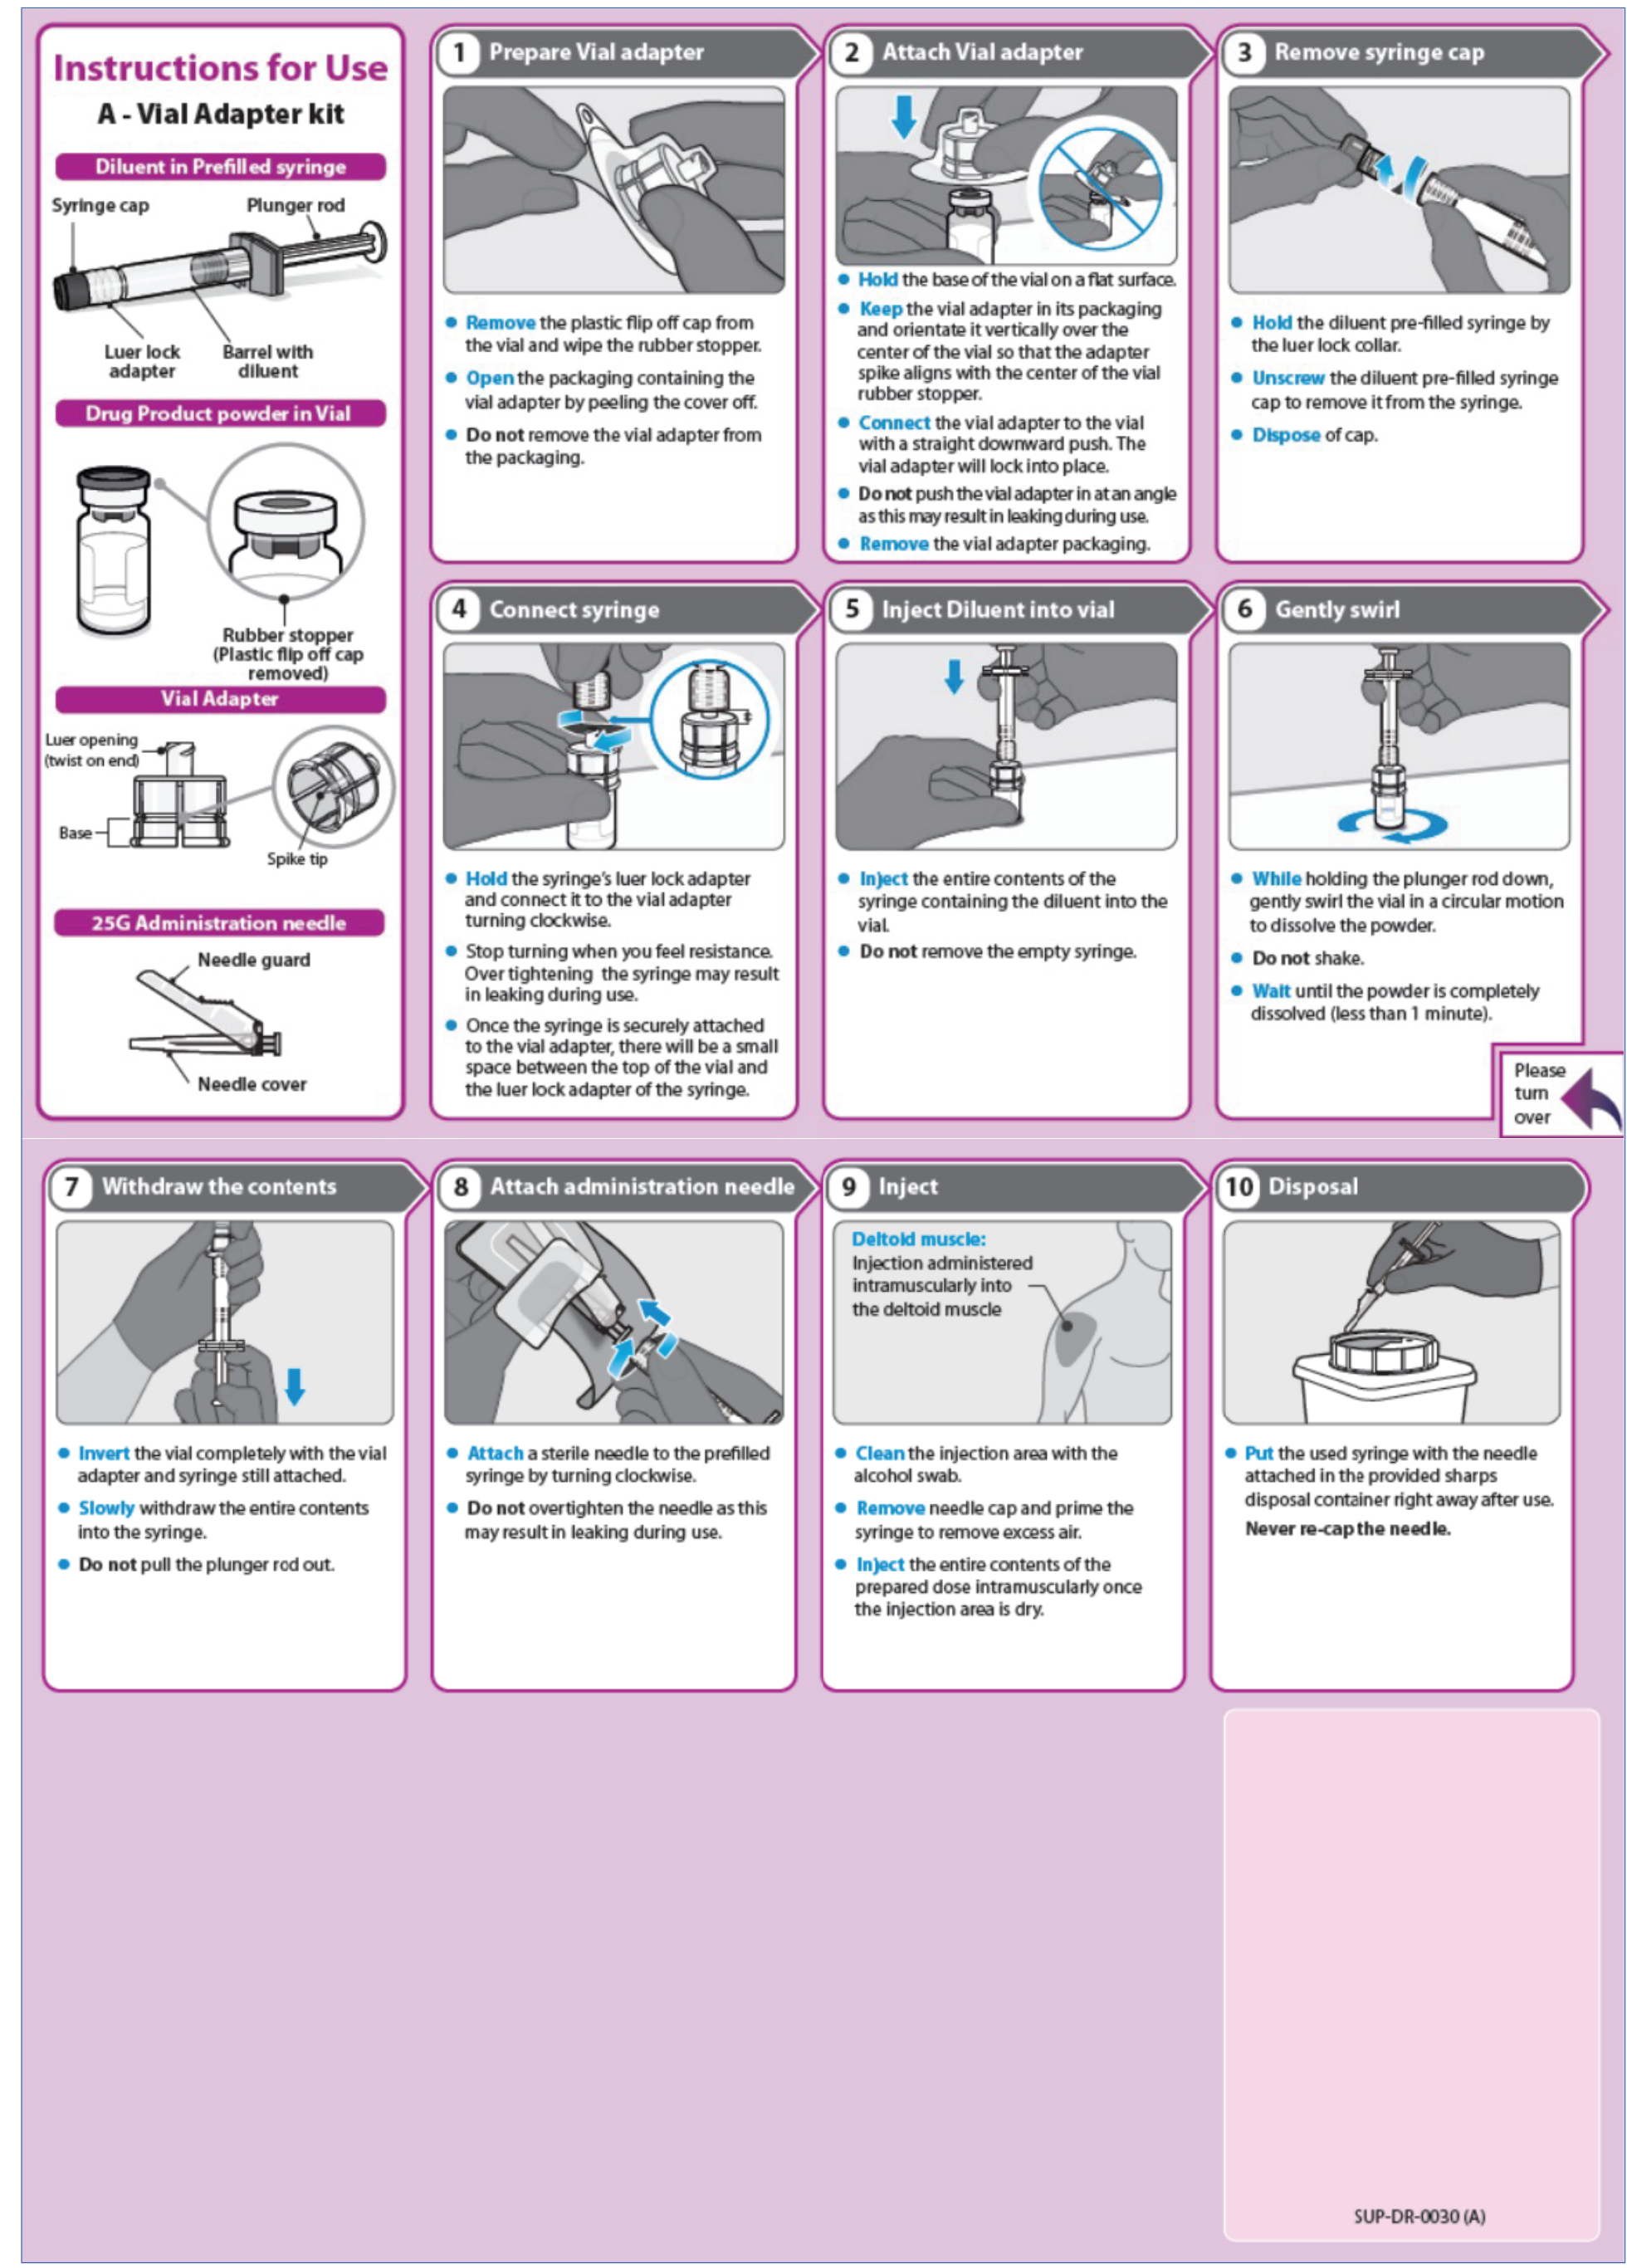 Instructions for Use
A - Vial Adapter kit
Diluent in Prefilled syringe
Syringe cap
Plunger rod
Luer lock
adapter
Barrel with
diluent
Drug Product powder in Vial
Rubber stopper
(Plastic flip off cap
removed)
Vial Adapter
Luer opening
(twist on end)
Base
Spike tip
25G Administration needle
Needle guard
Needle cover
1 Prepare Vial adapter
• Remove the plastic flip off cap from
the vial and wipe the rubber stopper.
• Open the packaging containing the
vial adapter by peeling the cover off.
• Do not remove the vial adapter from
the packaging.
2 Attach Vial adapter
• Hold the base of the vial on a flat surface.
• Keep the vial adapter in its packaging
and orientate it vertically over the
center of the vial so that the adapter
spike aligns with the center of the vial
rubber stopper.
• Connect the vial adapter to the vial
with a straight downward push. The
vial adapter will lock into place.
• Do not push the vial adapter in at an angle
as this may result in leaking during use.
• Remove the vial adapter packaging.
3 Remove syringe cap
• Hold the diluent pre-filled syringe by
the luer lock collar.
• Unscrew the diluent pre-filled syringe
cap to remove it from the syringe.
• Dispose of cap.
4 Connect syringe
• Hold the syringe's luer lock adapter
and connect it to the vial adapter
turning clockwise.
• Stop turning when you feel resistance.
Over tightening the syringe may result
in leaking during use.
• Once the syringe is securely attached
to the vial adapter, there will be a small
space between the top of the vial and
the luer lock adapter of the syringe.
5 Inject Diluent into vial
• Inject the entire contents of the
syringe containing the diluent into the
vial.
• Do not remove the empty syringe.
6 Gently swirl
• While holding the plunger rod down,
gently swirl the vial in a circular motion
to dissolve the powder.
• Do not shake.
• Wait until the powder is completely
dissolved (less than 1 minute).
Please
turn
over
7 Withdraw the contents
• Invert the vial completely with the vial
adapter and syringe still attached.
• Slowly withdraw the entire contents
into the syringe.
• Do not pull the plunger rod out.
8 Attach administration needle
• Attach a sterile needle to the prefilled
syringe by turning clockwise.
• Do not overtighten the needle as this
may result in leaking during use.
9 Inject
Deltoid muscle:
Injection administered
intramuscularly into
the deltoid muscle
• Clean the injection area with the
alcohol swab.
• Remove needle cap and prime the
syringe to remove excess air.
• Inject the entire contents of the
prepared dose intramuscularly once
the injection area is dry.
10 Disposal
• Put the used syringe with the needle
attached in the provided sharps
disposal container right away after use.
Never re-cap the needle.
SUP-DR-0030 (A)